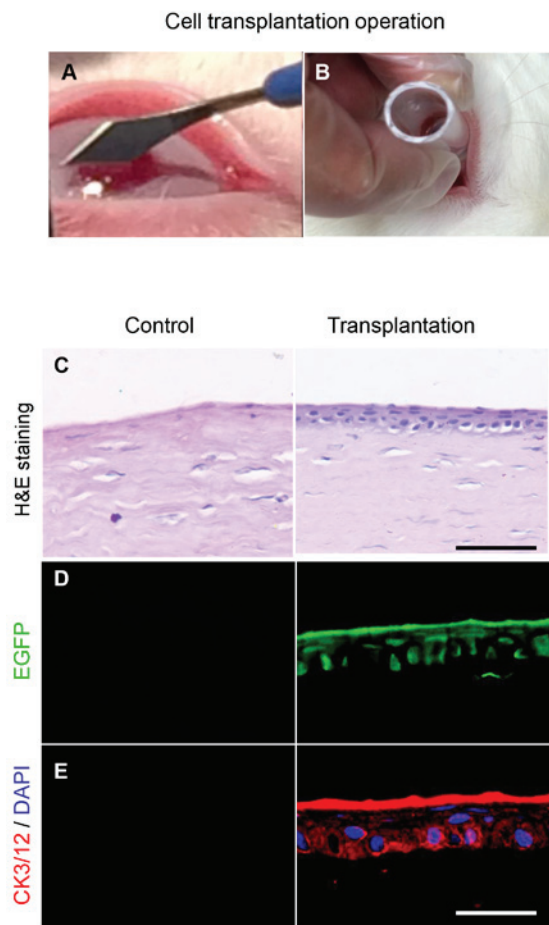 Cell transplantation operation
A
B
Control
Transplantation
C
H&E staining
D
EGFP
E
CK3/12 / DAPI